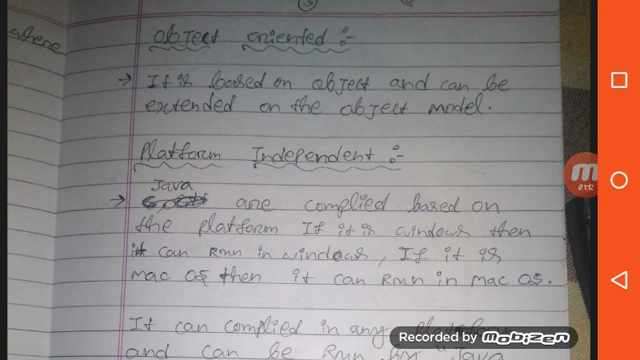 object oriented :-
→ It is based on object and can be
extended on the object model.
Platform Independent :-
Java
→ are complied based on
the platform If it is windows then
it can Run in windows, If it is
mac OS then it can Run in mac OS.
It can complied in any
and can be Run by Java
Recorded by mobizen